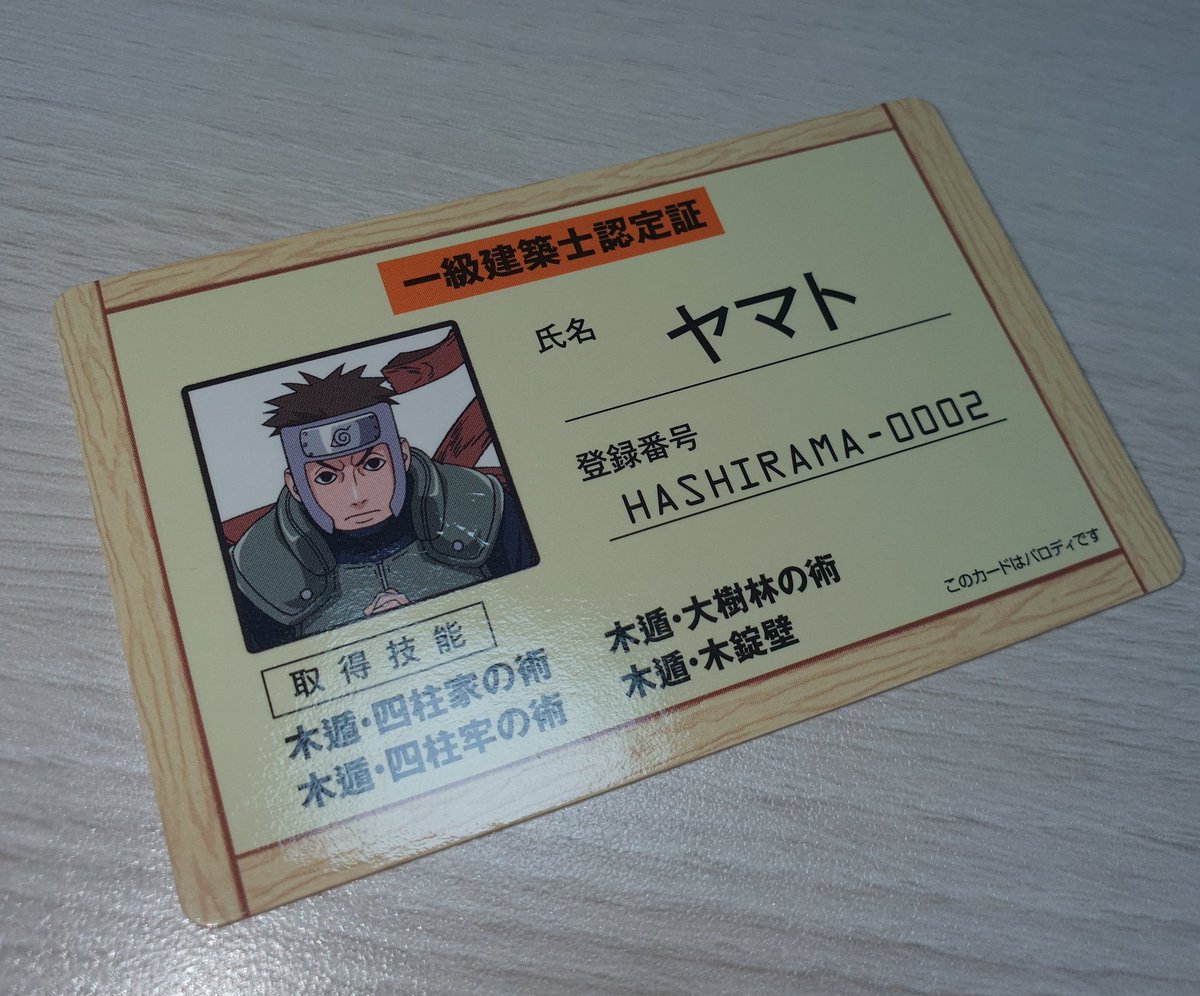 一級建築士認定証
氏名 ヤマト
登録番号
HASHIRAMA-0002
取得技能
木遁・四柱家の術
木遁・四柱牢の術
木遁・大樹林の術
木遁・木錠壁
このカードはパロディです